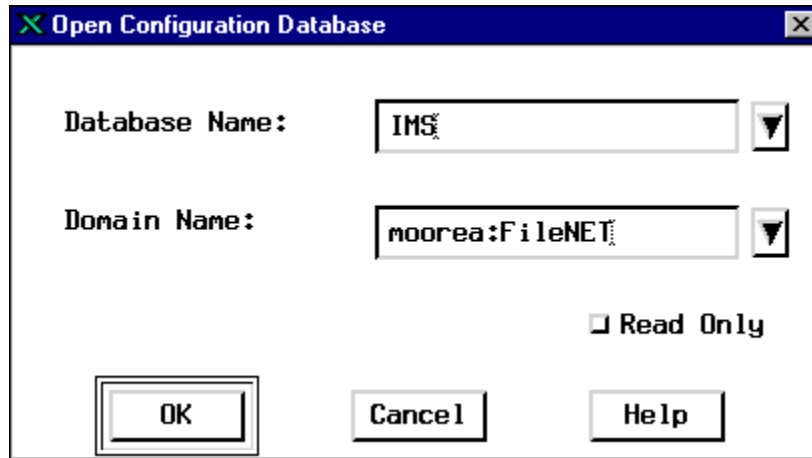 Open Configuration Database
Database Name: IMS
Domain Name: moorea:FileNET
Read Only
OK Cancel Help